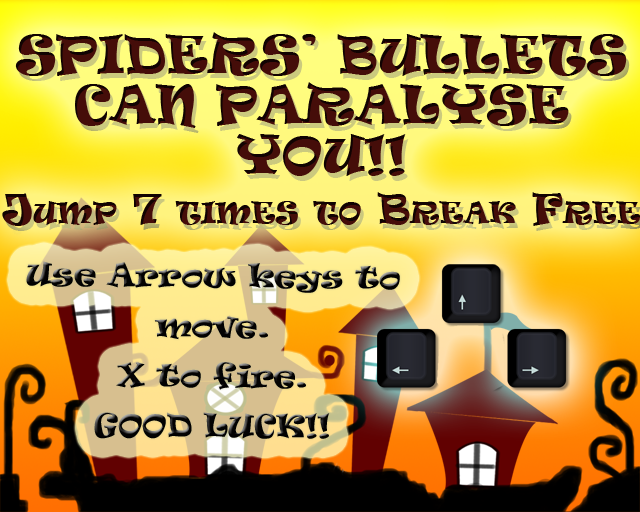 SPIDERS' BULLETS
CAN PARALYSE
YOU!!
JUMP 7 TIMES TO BREAK FREE
Use Arrow keys to
move.
X to fire.
GOOD LUCK!!
↑
← →